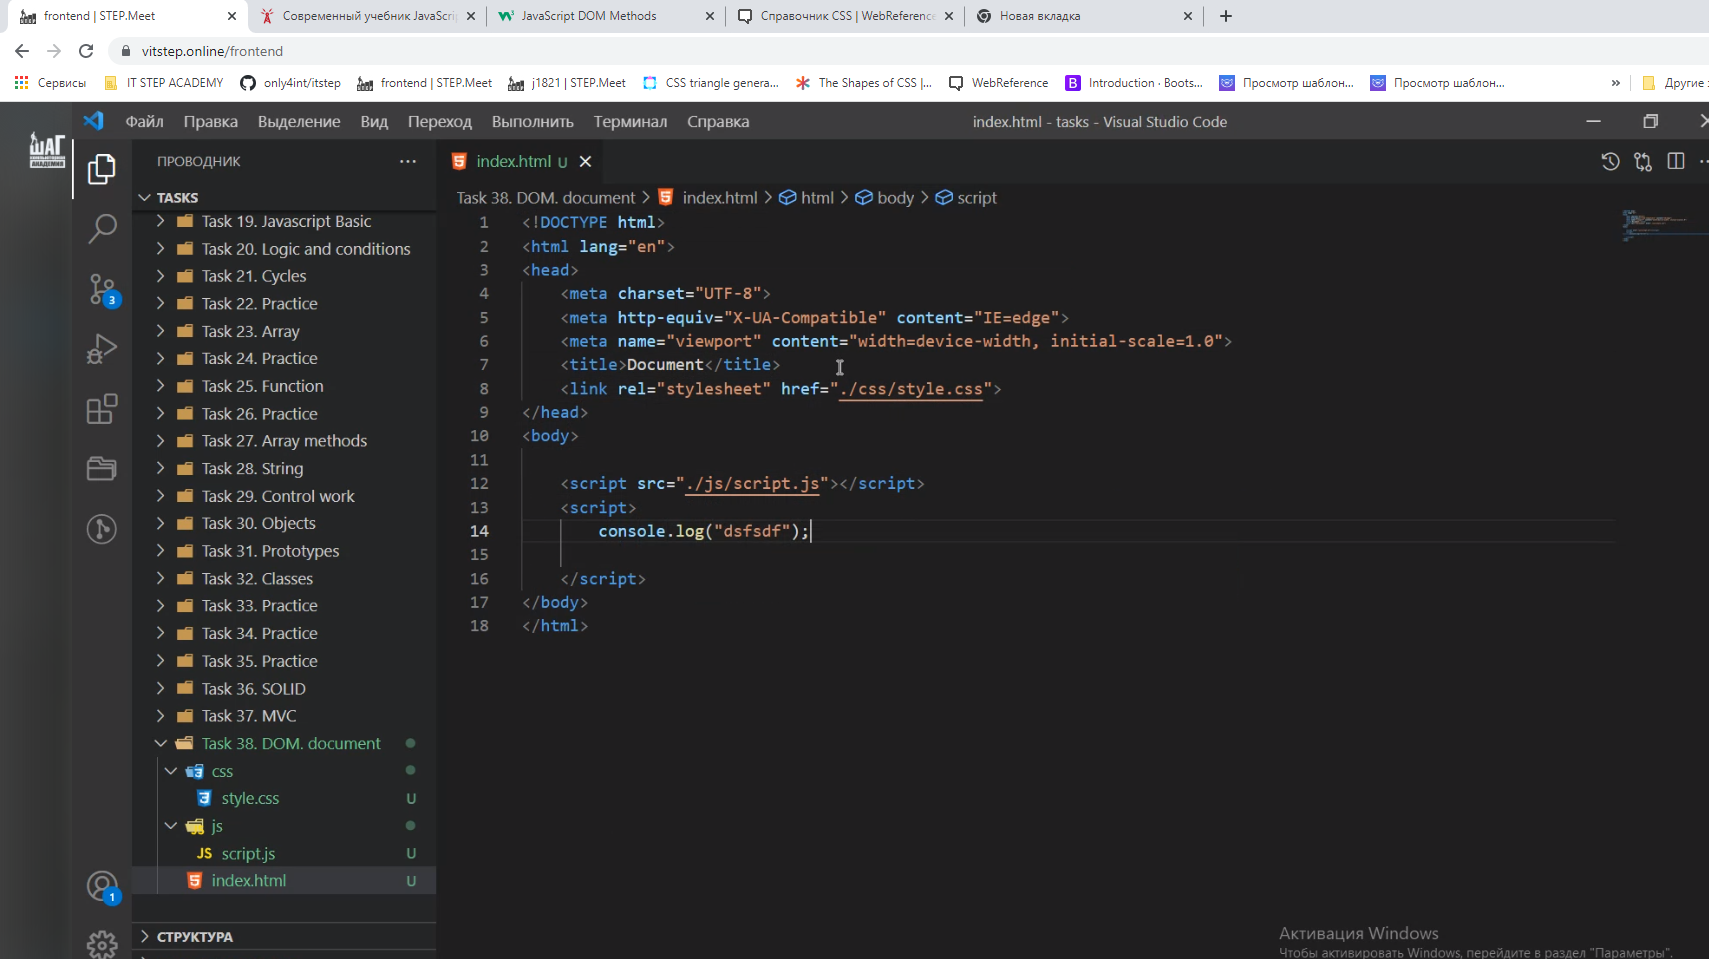 frontend | STEP.Meet
Современный учебник JavaScri
JavaScript DOM Methods
Справочник CSS | WebReference
Новая вкладка
vitstep.online/frontend
Сервисы
IT STEP ACADEMY
only4int/itstep
frontend | STEP.Meet
j1821 | STEP.Meet
CSS triangle genera...
The Shapes of CSS |...
WebReference
Introduction · Boots...
Просмотр шаблон...
Просмотр шаблон...
»
Другие
ШАГ
КОМПЬЮТЕРНАЯ
АКАДЕМИЯ
Файл Правка Выделение Вид Переход Выполнить Терминал Справка
index.html - tasks - Visual Studio Code
ПРОВОДНИК
TASKS
Task 19. Javascript Basic
Task 20. Logic and conditions
Task 21. Cycles
Task 22. Practice
Task 23. Array
Task 24. Practice
Task 25. Function
Task 26. Practice
Task 27. Array methods
Task 28. String
Task 29. Control work
Task 30. Objects
Task 31. Prototypes
Task 32. Classes
Task 33. Practice
Task 34. Practice
Task 35. Practice
Task 36. SOLID
Task 37. MVC
Task 38. DOM. document
css
style.css U
js
JS script.js U
index.html U
СТРУКТУРА
3
1
index.html U
Task 38. DOM. document > index.html > html > body > script
1 <!DOCTYPE html>
2 <html lang="en">
3 <head>
4 <meta charset="UTF-8">
5 <meta http-equiv="X-UA-Compatible" content="IE=edge">
6 <meta name="viewport" content="width=device-width, initial-scale=1.0">
7 <title>Document</title>
8 <link rel="stylesheet" href="./css/style.css">
9 </head>
10 <body>
11
12 <script src="./js/script.js"></script>
13 <script>
14 console.log("dsfsdf");
15
16 </script>
17 </body>
18 </html>
Активация Windows
Чтобы активировать Windows, перейдите в раздел "Параметры".